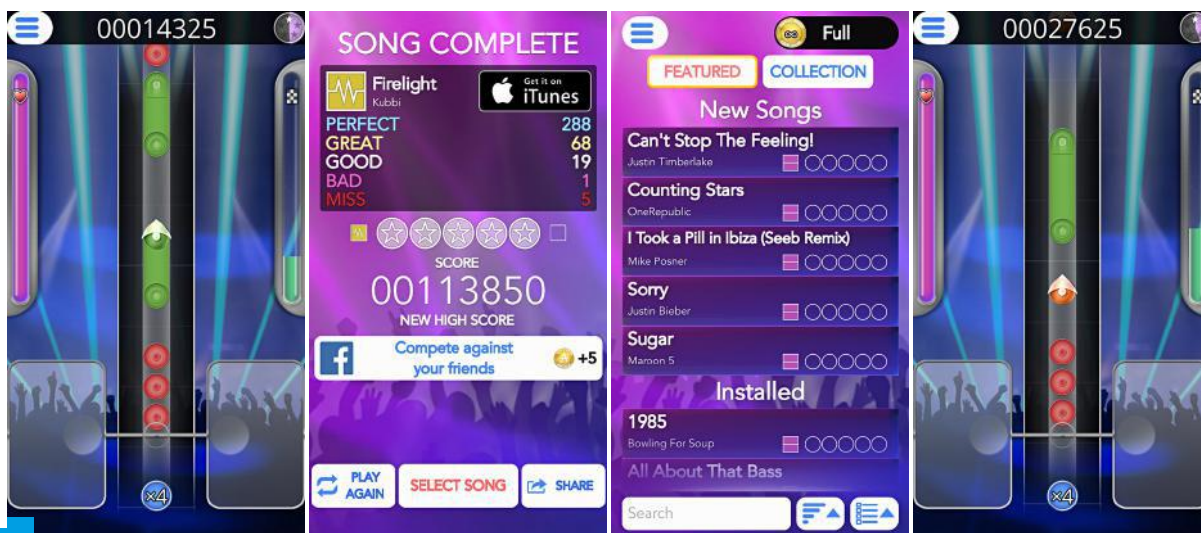 00014325
×4
SONG COMPLETE
Firelight
Kubbi
Get it on
iTunes
PERFECT 288
GREAT 68
GOOD 19
BAD 1
MISS 5
SCORE
00113850
NEW HIGH SCORE
Compete against
your friends
+5
PLAY
AGAIN
SELECT SONG
SHARE
Full
FEATURED COLLECTION
New Songs
Can't Stop The Feeling!
Justin Timberlake
Counting Stars
OneRepublic
I Took a Pill in Ibiza (Seeb Remix)
Mike Posner
Sorry
Justin Bieber
Sugar
Maroon 5
Installed
1985
Bowling For Soup
All About That Bass
Search
00027625
×4